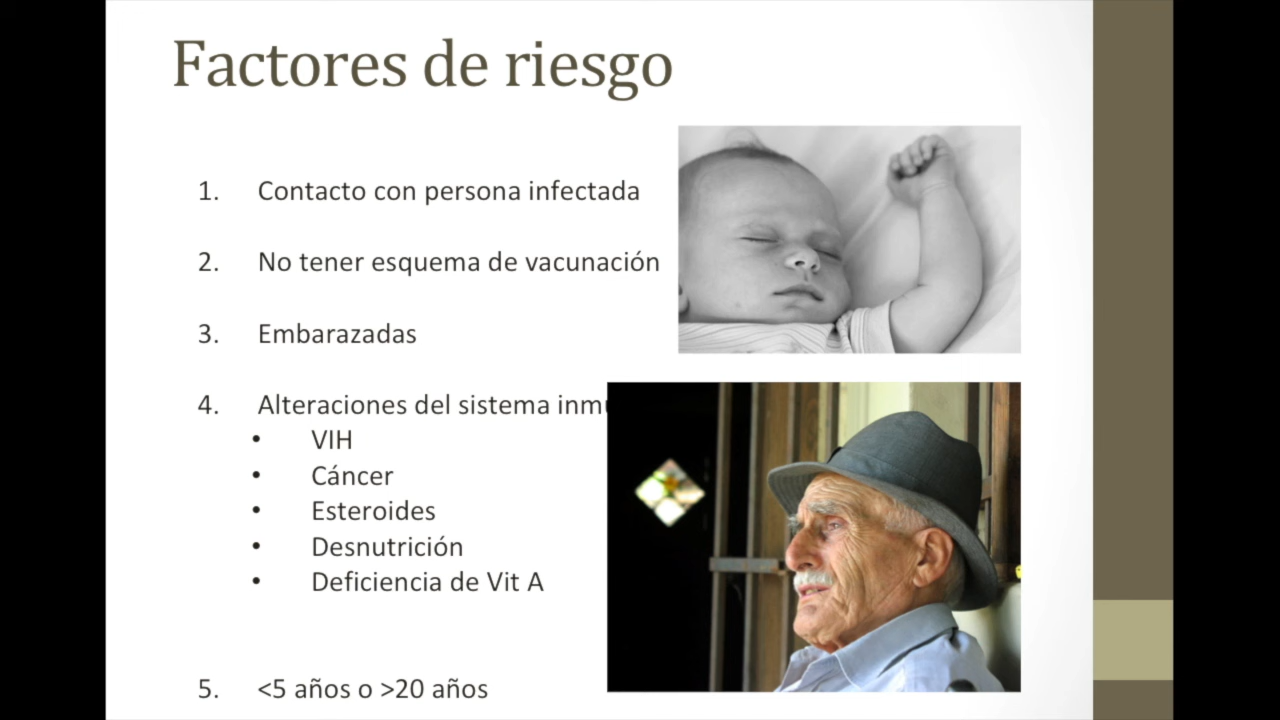 Factores de riesgo
1. Contacto con persona infectada
2. No tener esquema de vacunación
3. Embarazadas
4. Alteraciones del sistema
• VIH
• Cáncer
• Esteroides
• Desnutrición
• Deficiencia de Vit A
5. <5 años o >20 años